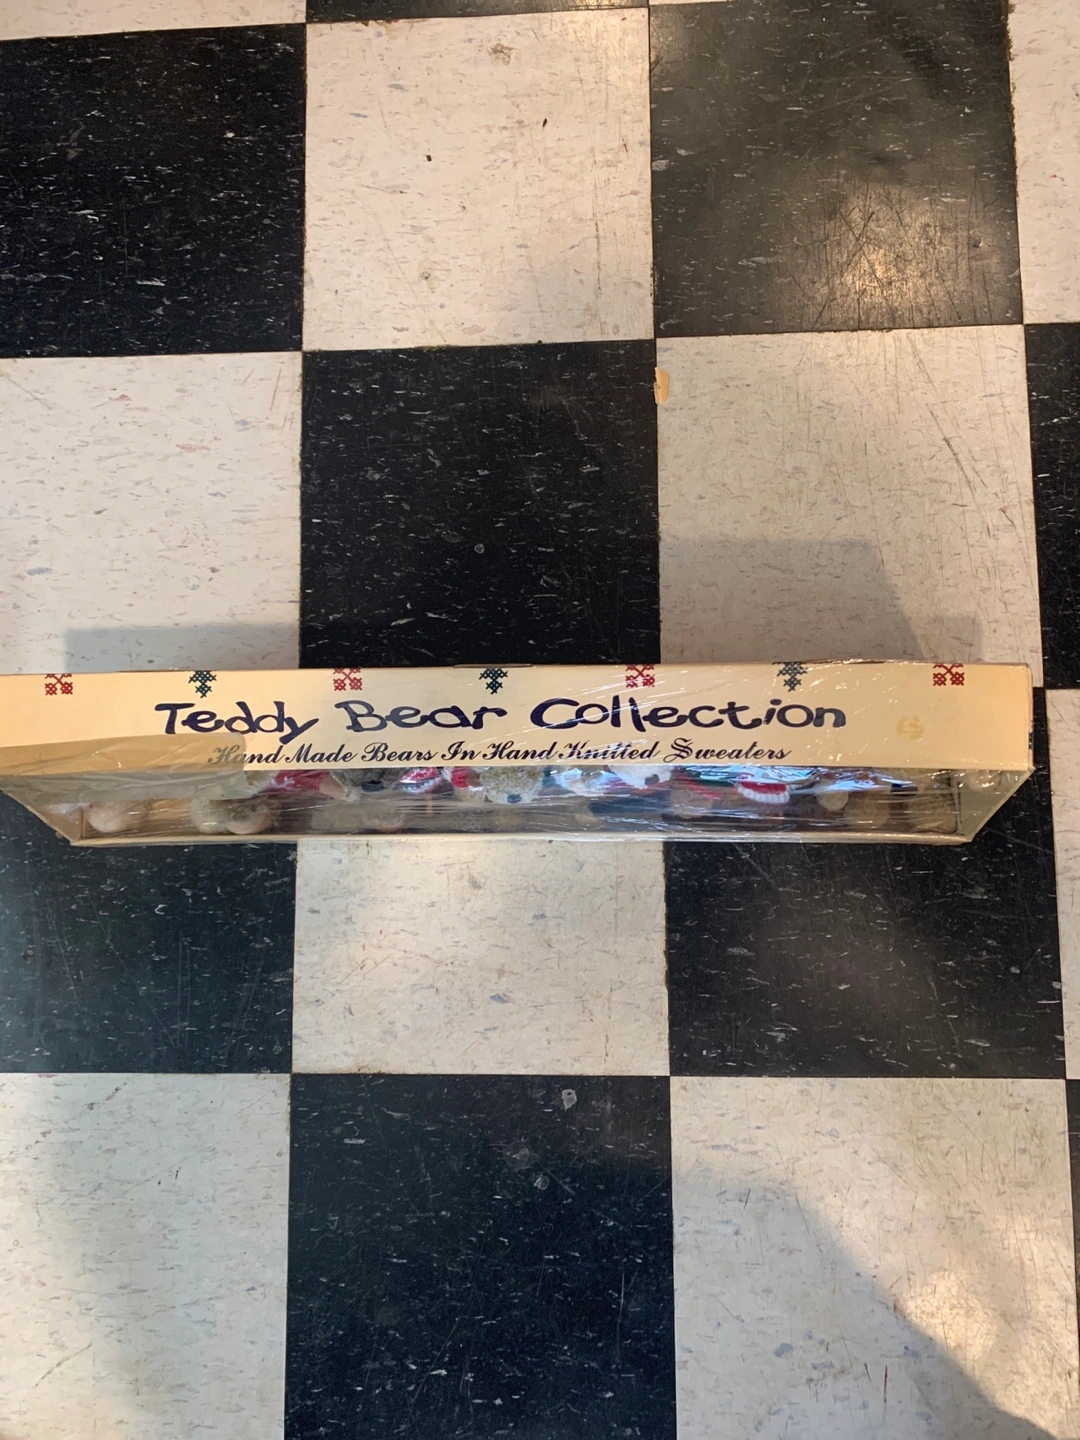 Teddy Bear Collection
Hand Made Bears In Hand Knitted Sweaters